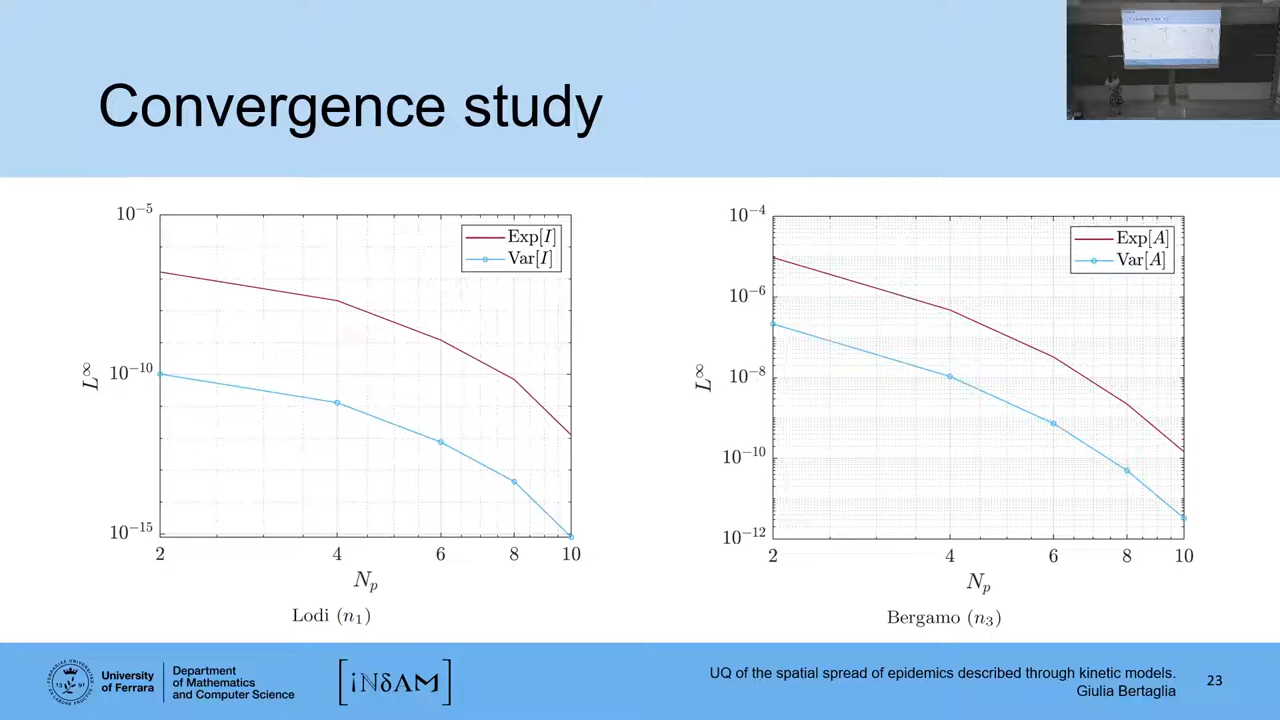 Convergence study
10^{-5}
10^{-10}
10^{-15}
L^∞
Exp[I]
Var[I]
2 4 6 8 10
N_p
Lodi (n_1)
10^{-4}
10^{-6}
10^{-8}
10^{-10}
10^{-12}
L^∞
Exp[A]
Var[A]
2 4 6 8 10
N_p
Bergamo (n_3)
University
of Ferrara
Department
of Mathematics
and Computer Science
iNδAM
UQ of the spatial spread of epidemics described through kinetic models.
Giulia Bertaglia
23